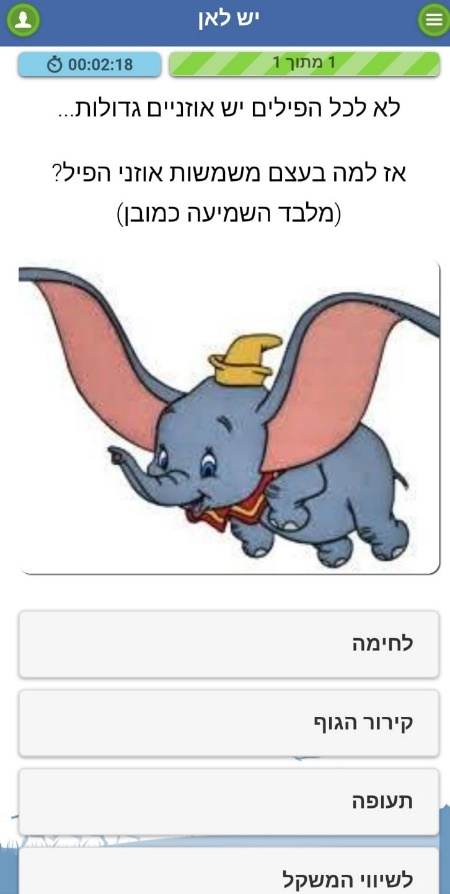 יש לאן
00:02:18
1 מתוך 1
לא לכל הפילים יש אוזניים גדולות...
אז למה בעצם משמשות אוזני הפיל?
(מלבד השמיעה כמובן)
לחימה
קירור הגוף
תעופה
לשיווי המשקל